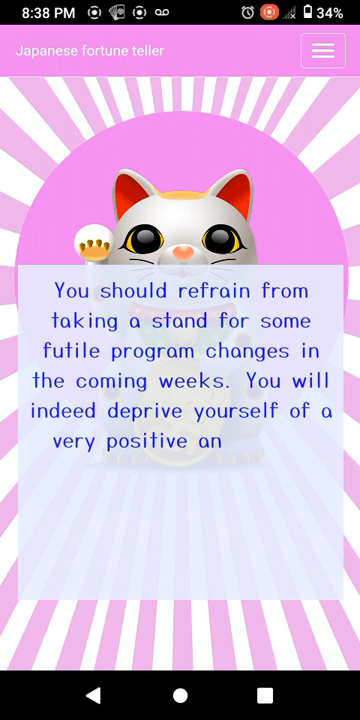 8:38 PM 34%
Japanese fortune teller
You should refrain from
taking a stand for some
futile program changes in
the coming weeks. You will
indeed deprive yourself of a
very positive an